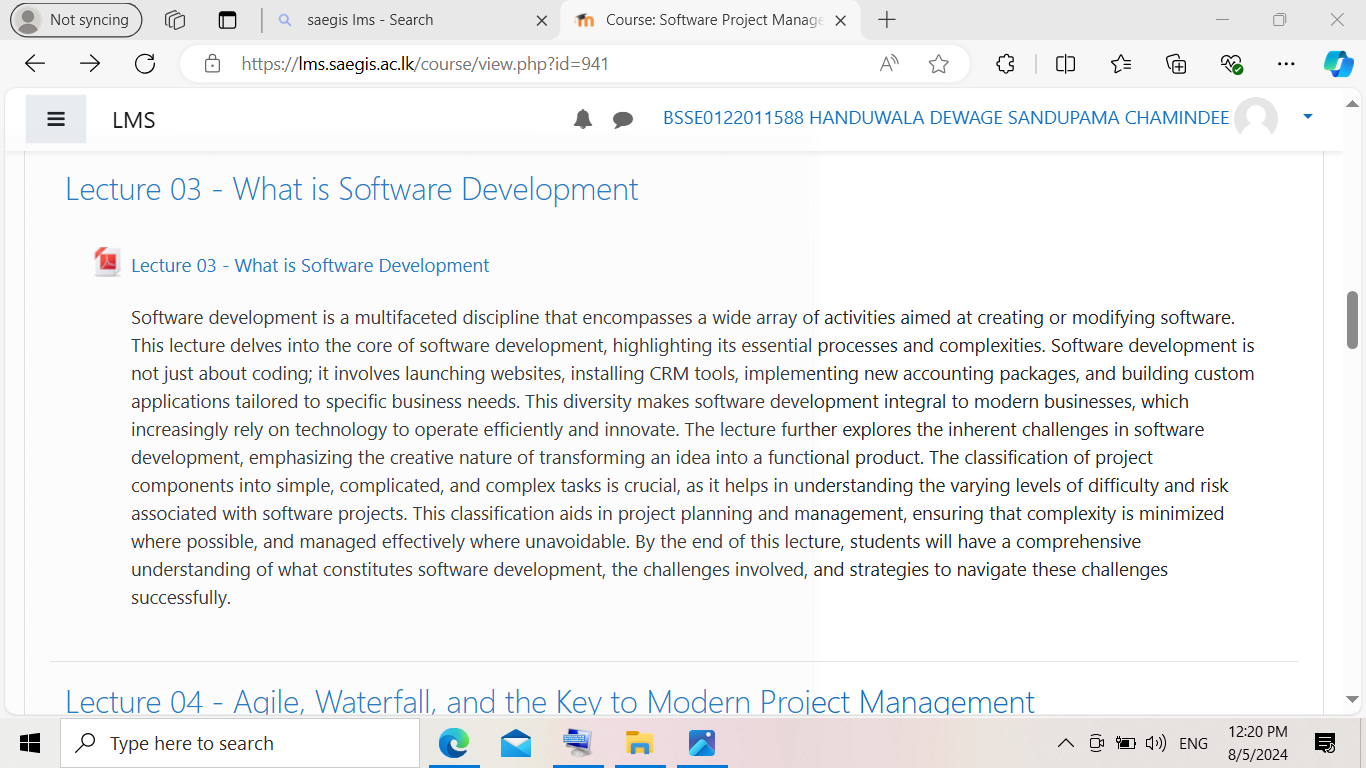 Not syncing
saegis lms - Search
Course: Software Project Manage
https://lms.saegis.ac.lk/course/view.php?id=941
LMS
BSSE0122011588 HANDUWALA DEWAGE SANDUPAMA CHAMINDEE
Lecture 03 - What is Software Development
Lecture 03 - What is Software Development
Software development is a multifaceted discipline that encompasses a wide array of activities aimed at creating or modifying software.
This lecture delves into the core of software development, highlighting its essential processes and complexities. Software development is
not just about coding; it involves launching websites, installing CRM tools, implementing new accounting packages, and building custom
applications tailored to specific business needs. This diversity makes software development integral to modern businesses, which
increasingly rely on technology to operate efficiently and innovate. The lecture further explores the inherent challenges in software
development, emphasizing the creative nature of transforming an idea into a functional product. The classification of project
components into simple, complicated, and complex tasks is crucial, as it helps in understanding the varying levels of difficulty and risk
associated with software projects. This classification aids in project planning and management, ensuring that complexity is minimized
where possible, and managed effectively where unavoidable. By the end of this lecture, students will have a comprehensive
understanding of what constitutes software development, the challenges involved, and strategies to navigate these challenges
successfully.
Lecture 04 - Agile, Waterfall, and the Key to Modern Project Management
Type here to search
ENG
12:20 PM
8/5/2024